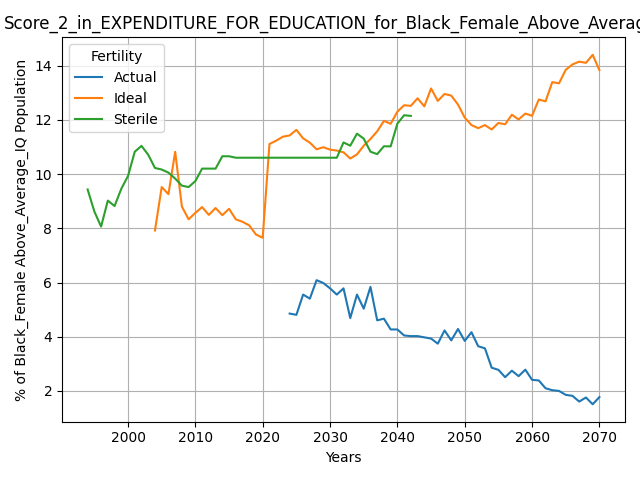 Score_2_in_EXPENDITURE_FOR_EDUCATION_for_Black_Female_Above_Averag
Fertility
Actual
Ideal
Sterile
% of Black_Female Above_Average_IQ Population
14
12
10
8
6
4
2
2000 2010 2020 2030 2040 2050 2060 2070
Years